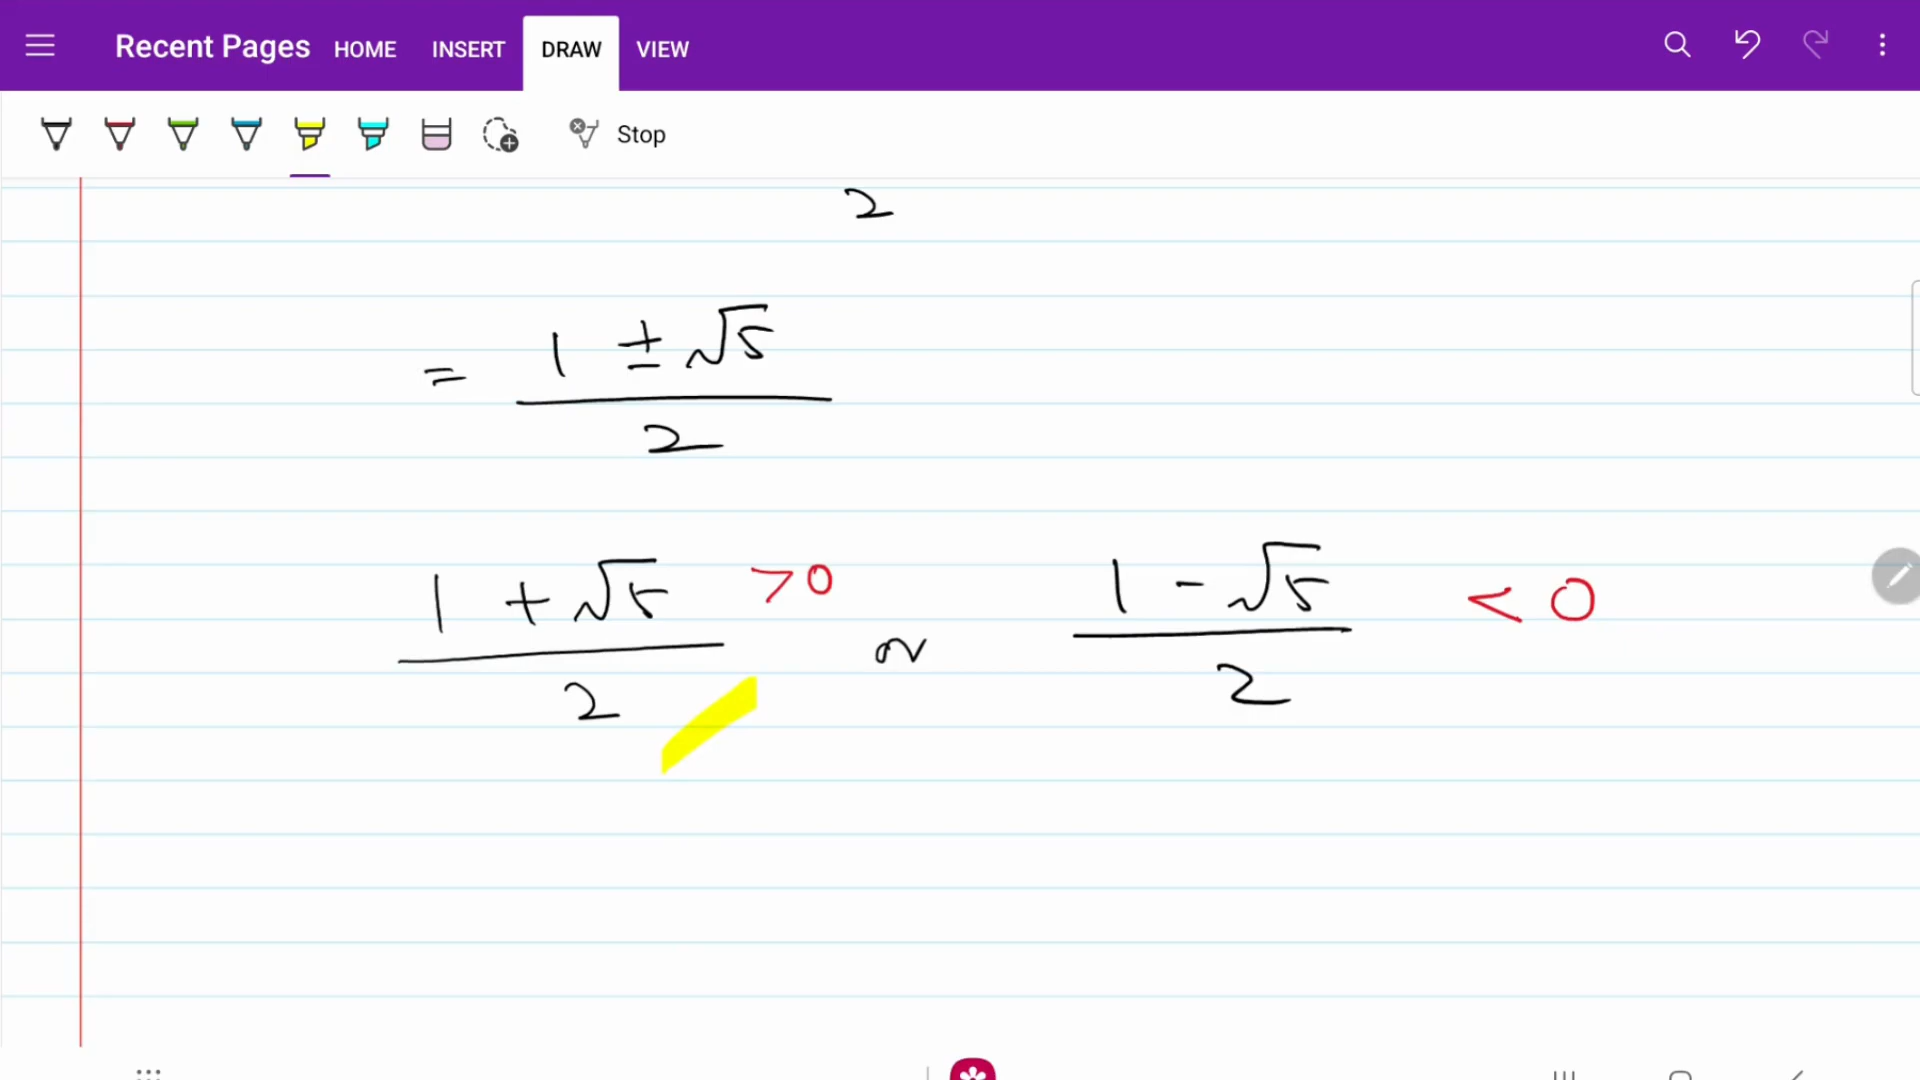 Recent Pages HOME INSERT DRAW VIEW
Stop
2
= (1 ± √5) / 2
(1 + √5) / 2 >0 or (1 - √5) / 2 < 0